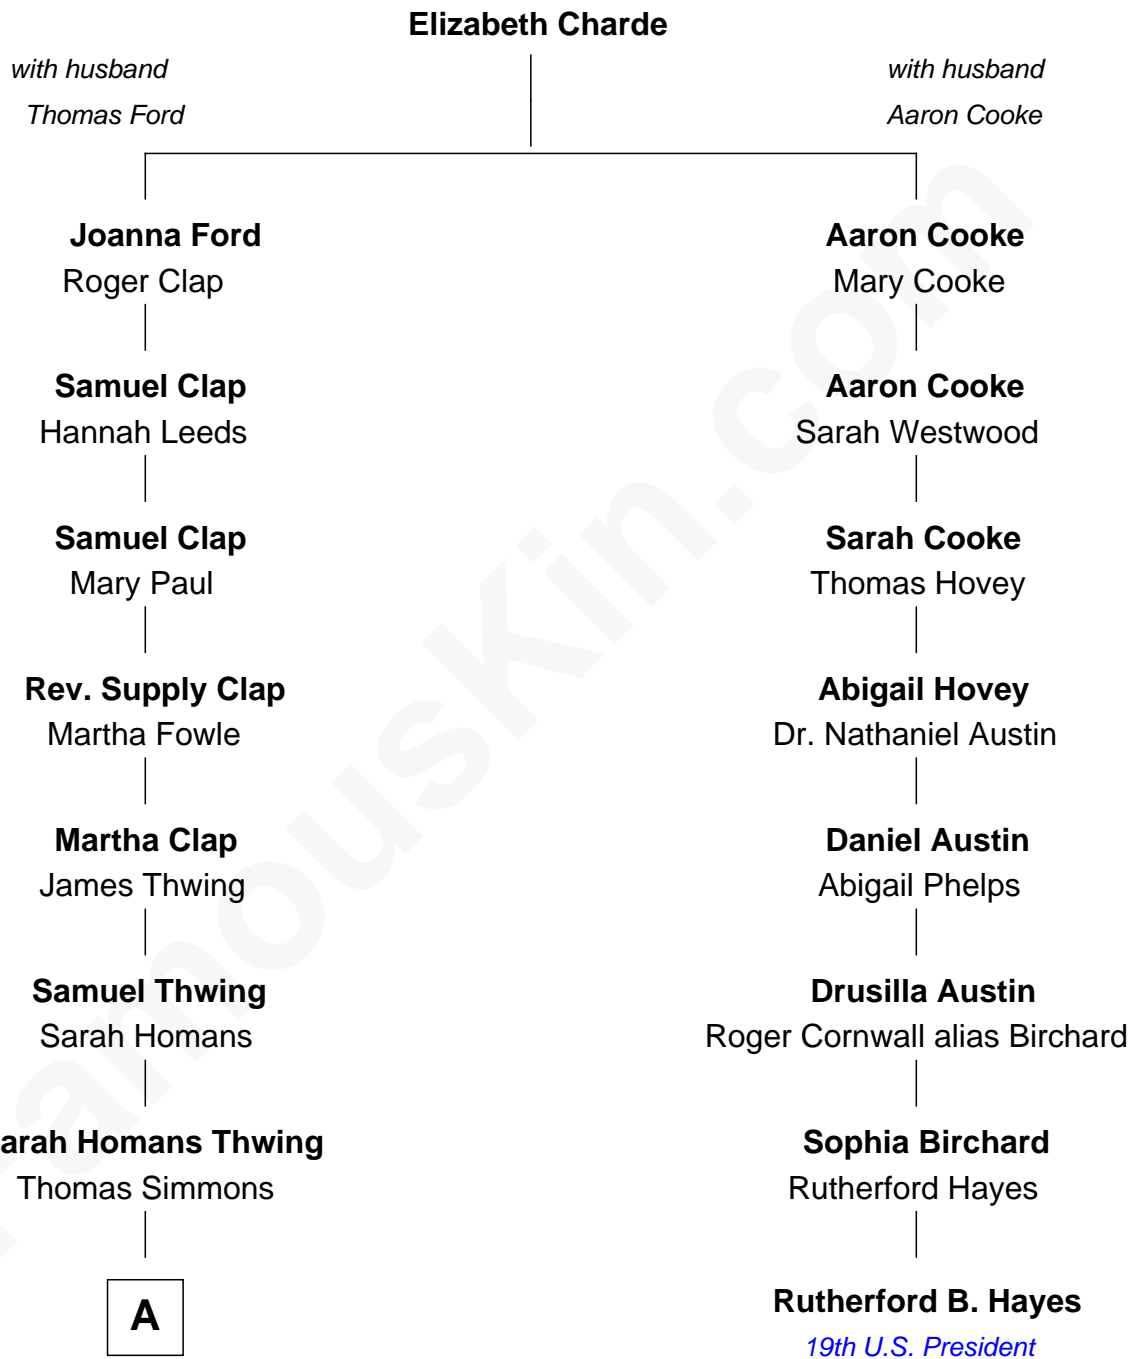 Elizabeth Charde
with husband
Thomas Ford
with husband
Aaron Cooke
Joanna Ford
Roger Clap
Aaron Cooke
Mary Cooke
Samuel Clap
Hannah Leeds
Aaron Cooke
Sarah Westwood
Samuel Clap
Mary Paul
Sarah Cooke
Thomas Hovey
Rev. Supply Clap
Martha Fowle
Abigail Hovey
Dr. Nathaniel Austin
Martha Clap
James Thwing
Daniel Austin
Abigail Phelps
Samuel Thwing
Sarah Homans
Drusilla Austin
Roger Cornwall alias Birchard
arah Homans Thwing
Thomas Simmons
Sophia Birchard
Rutherford Hayes
A
Rutherford B. Hayes
19th U.S. President
FamousKin.com